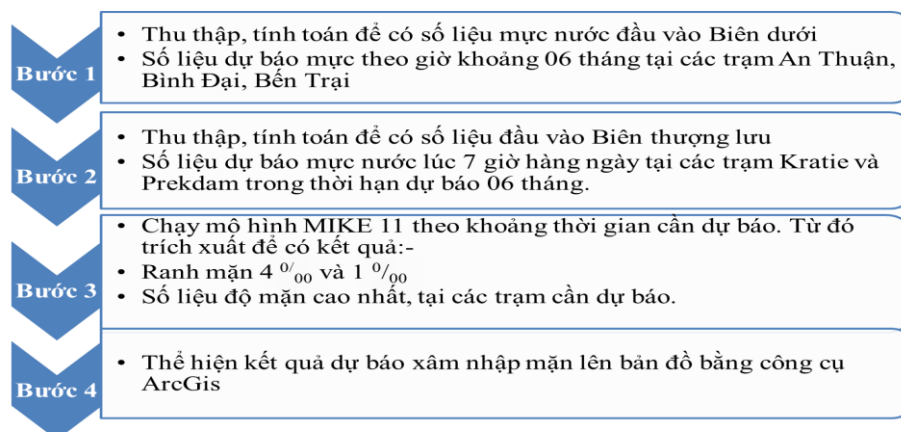 Bước 1
• Thu thập, tính toán để có số liệu mực nước đầu vào Biên dưới
• Số liệu dự báo mực theo giờ khoảng 06 tháng tại các trạm An Thuận,
Bình Đại, Bến Trại
Bước 2
• Thu thập, tính toán để có số liệu đầu vào Biên thượng lưu
• Số liệu dự báo mực nước lúc 7 giờ hàng ngày tại các trạm Kratie và
Prekdam trong thời hạn dự báo 06 tháng.
Bước 3
• Chạy mô hình MIKE 11 theo khoảng thời gian cần dự báo. Từ đó
trích xuất để có kết quả:-
• Ranh mặn 4 ⁰/₀₀ và 1 ⁰/₀₀
• Số liệu độ mặn cao nhất, tại các trạm cần dự báo.
Bước 4
• Thể hiện kết quả dự báo xâm nhập mặn lên bản đồ bằng công cụ
ArcGis